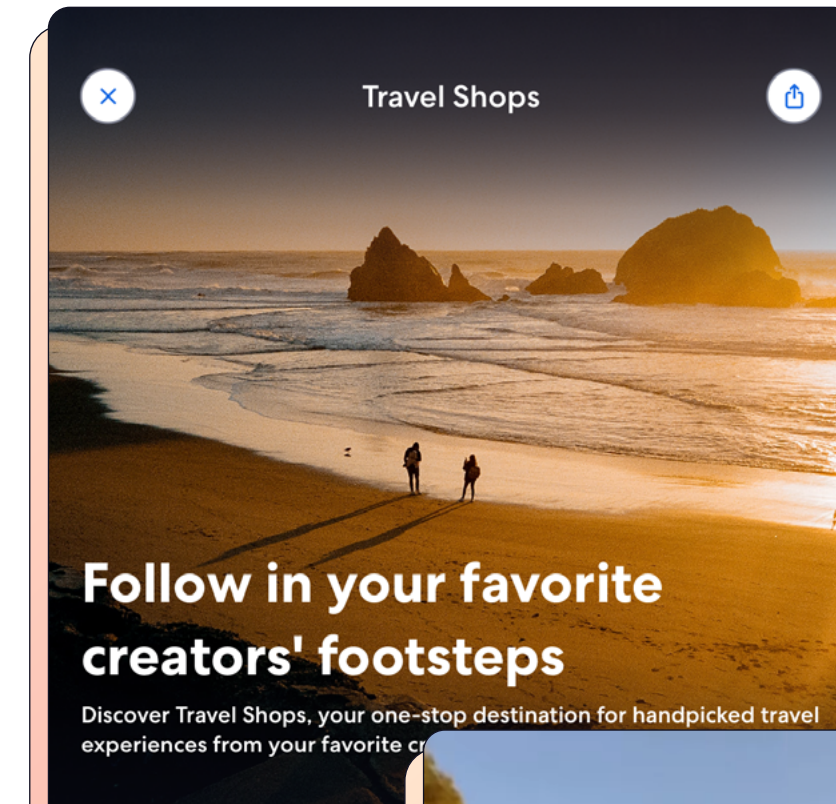 Travel Shops
Follow in your favorite
creators' footsteps
Discover Travel Shops, your one-stop destination for handpicked travel
experiences from your favorite